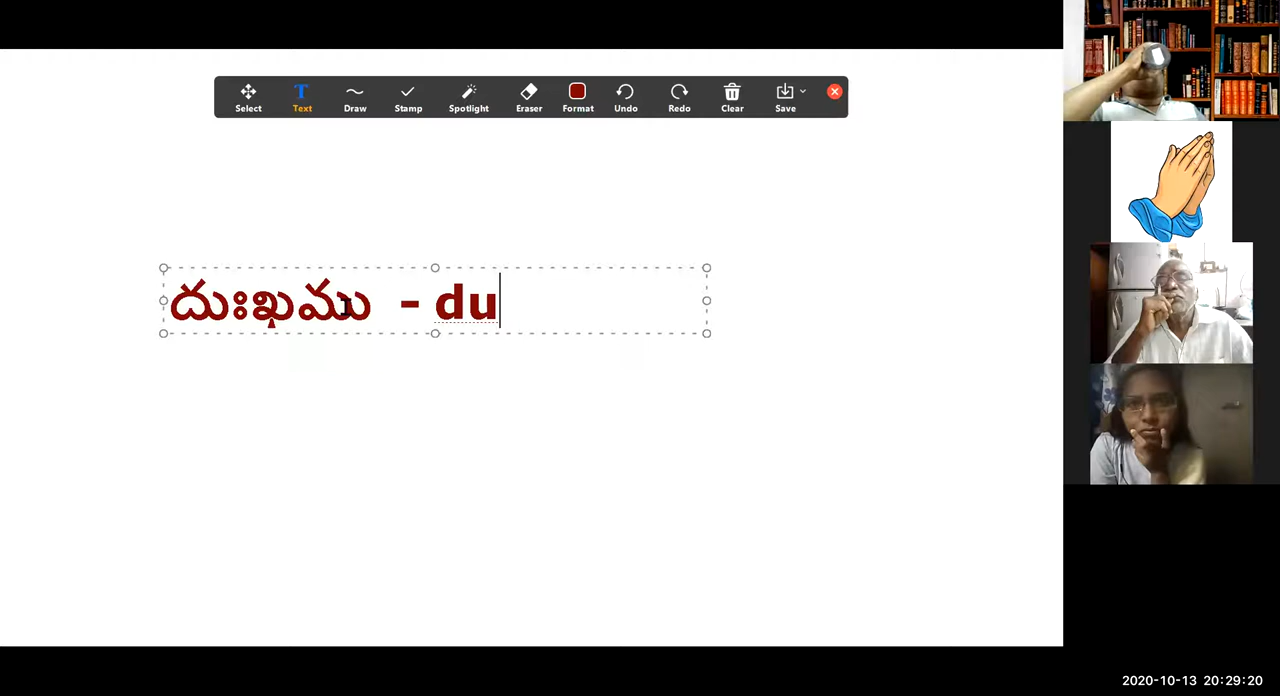 Select Text Draw Stamp Spotlight Eraser Format Undo Redo Clear Save
దుఃఖము - du
2020-10-13 20:29:20